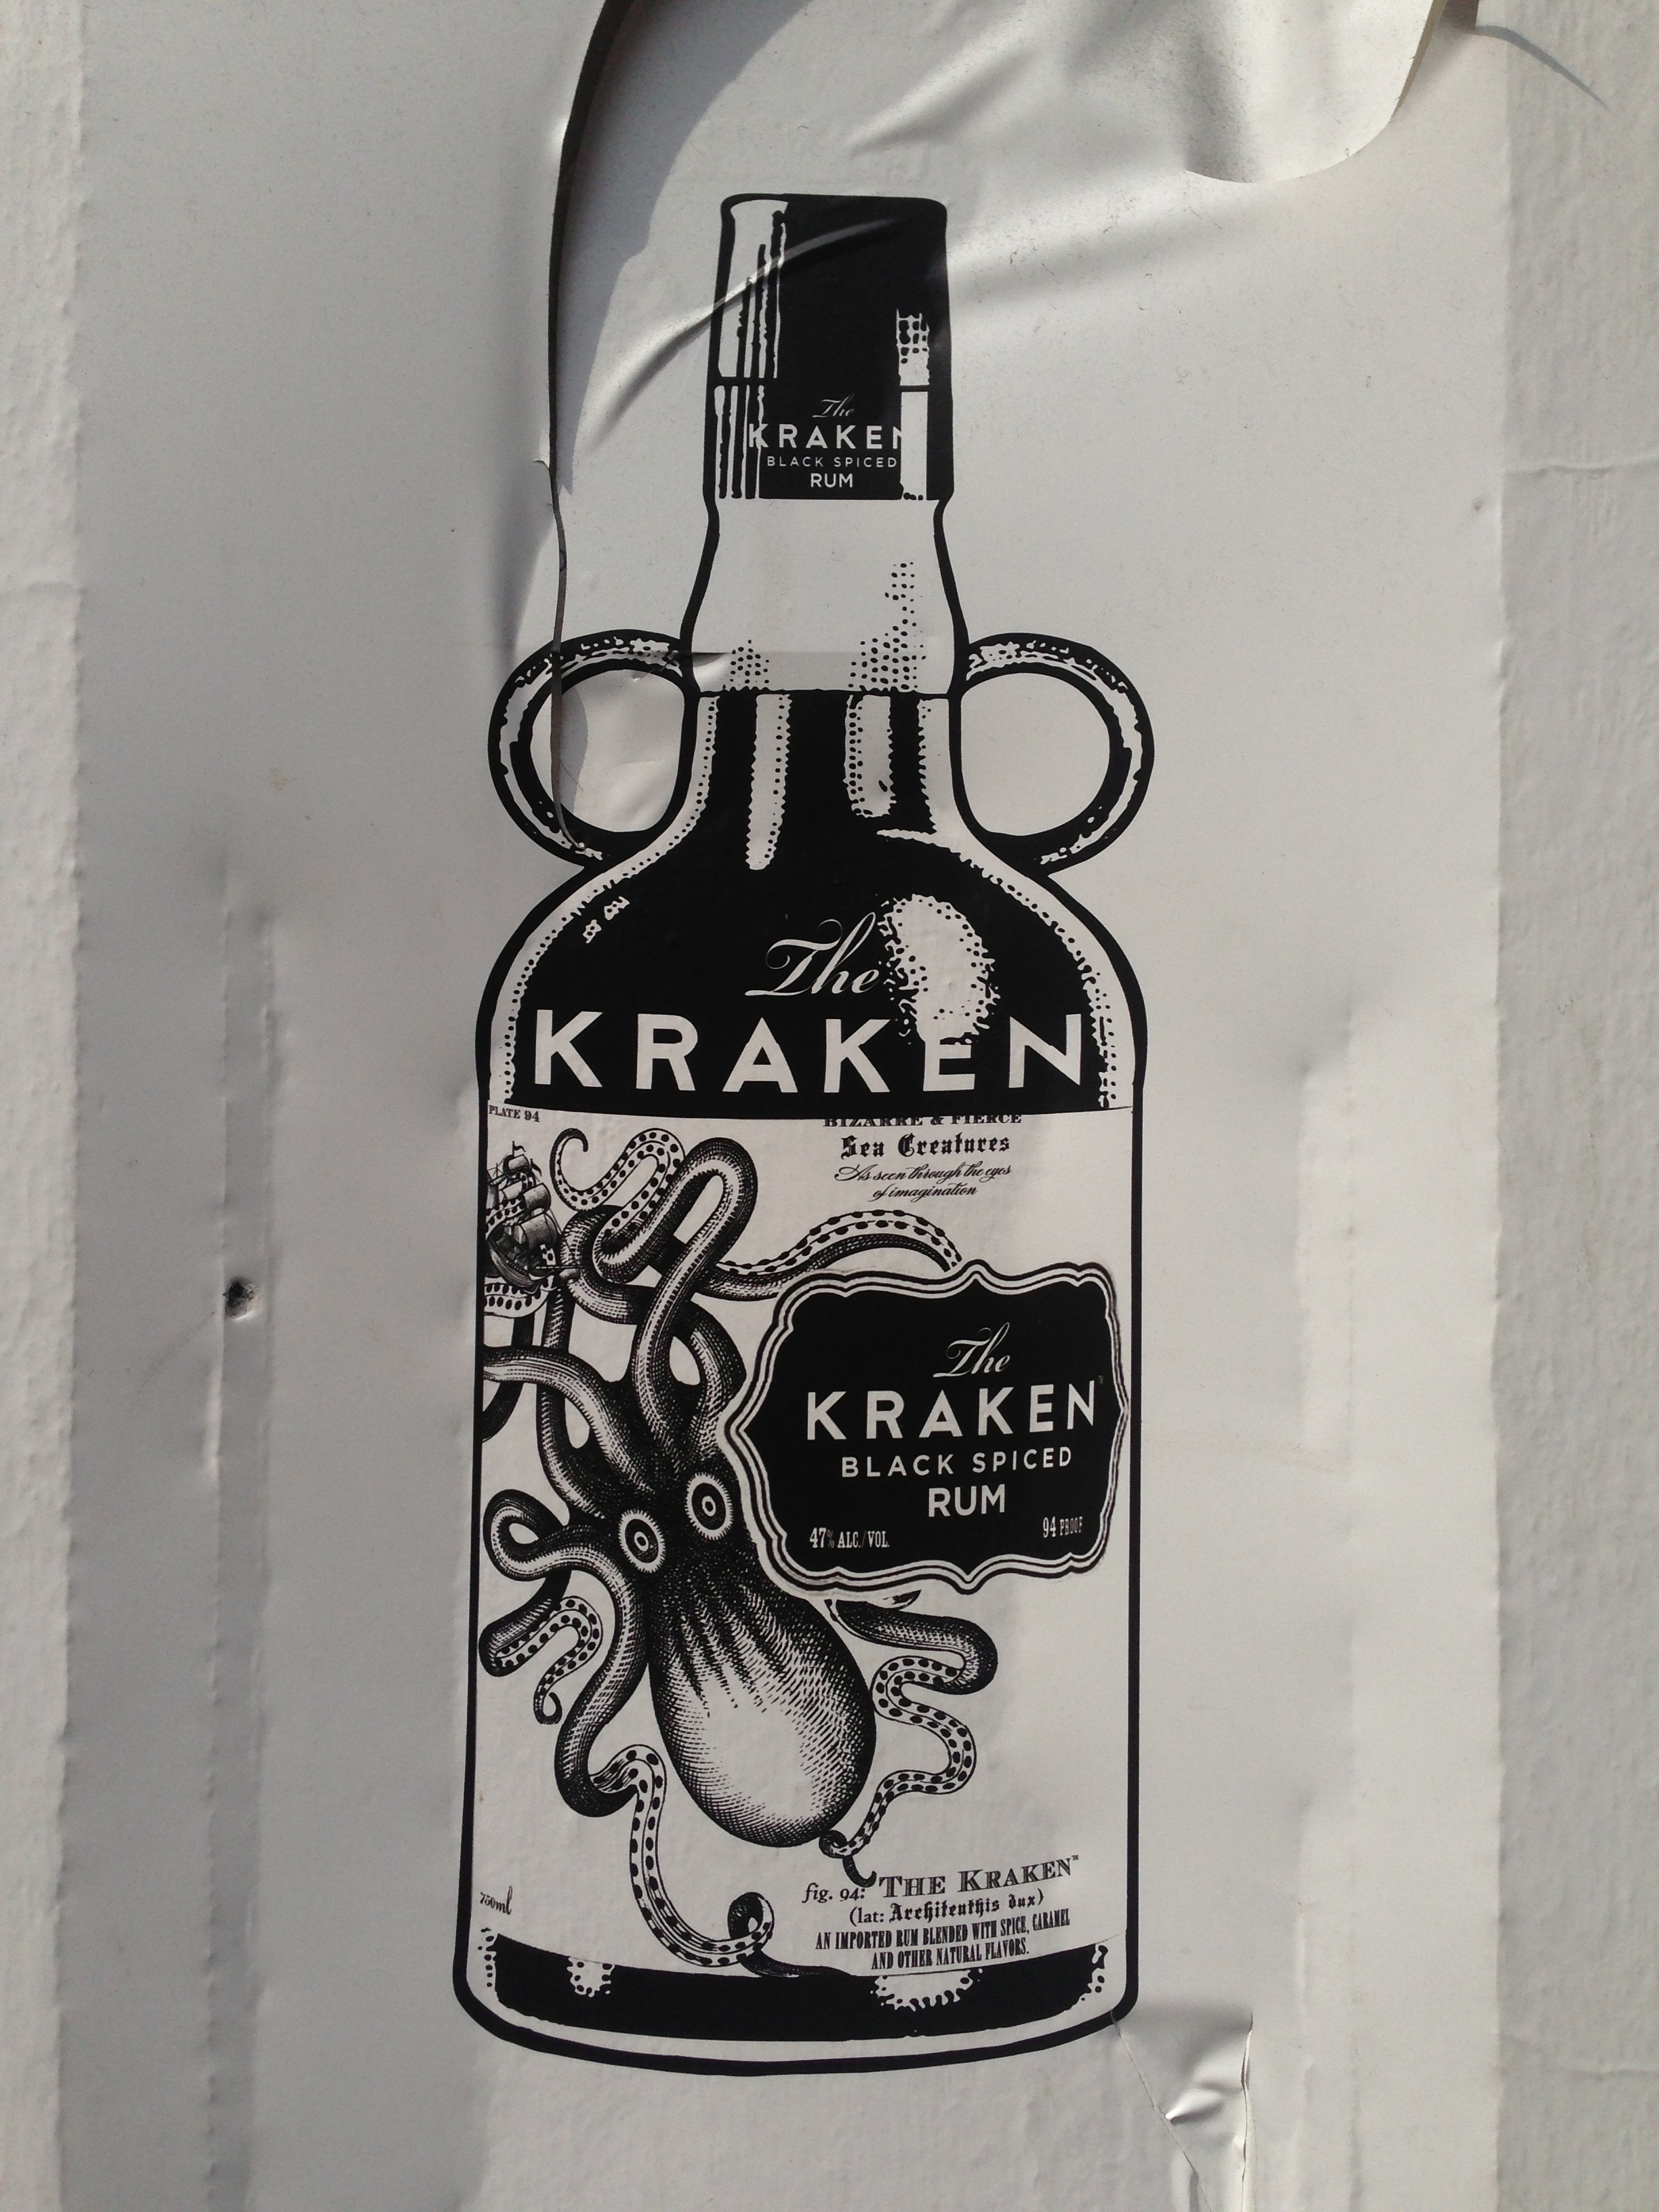 The
KRAKEN
BLACK SPICED
RUM
The
KRAKEN
PLATE 94
BIZARRE & FIERCE
Sea Creatures
As seen through the eyes
of imagination
The
KRAKEN
BLACK SPICED
RUM
47% ALC./VOL.
94 PROOF
750ml
fig. 94: THE KRAKEN™
(lat: Architeuthis dux)
AN IMPORTED RUM BLENDED WITH SPICE, CARAMEL
AND OTHER NATURAL FLAVORS.